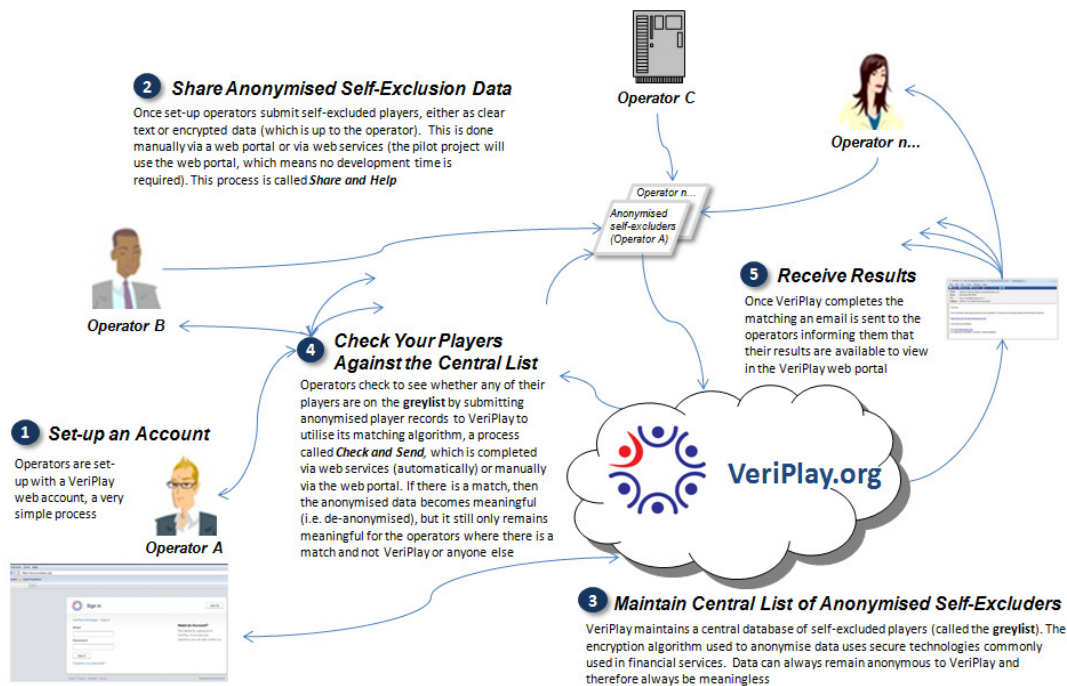 2 Share Anonymised Self-Exclusion Data
Once set-up operators submit self-excluded players, either as clear
text or encrypted data (which is up to the operator). This is done
manually via a web portal or via web services (the pilot project will
use the web portal, which means no development time is
required). This process is called Share and Help
Operator C
Operator n...
Operator n...
Anonymised
self-excluders
(Operator A)
Operator B
5 Receive Results
Once VeriPlay completes the
matching an email is sent to the
operators informing them that
their results are available to view
in the VeriPlay web portal
4 Check Your Players
Against the Central List
Operators check to see whether any of their
players are on the greylist by submitting
anonymised player records to VeriPlay to
utilise its matching algorithm, a process
called Check and Send, which is completed
via web services (automatically) or manually
via the web portal. If there is a match, then
the anonymised data becomes meaningful
(i.e. de-anonymised), but it still only remains
meaningful for the operators where there is a
match and not VeriPlay or anyone else
1 Set-up an Account
Operators are set-
up with a VeriPlay
web account, a very
simple process
Operator A
VeriPlay.org
Sign In
Need an Account?
Email
Password
3 Maintain Central List of Anonymised Self-Excluders
VeriPlay maintains a central database of self-excluded players (called the greylist). The
encryption algorithm used to anonymise data uses secure technologies commonly
used in financial services. Data can always remain anonymous to VeriPlay and
therefore always be meaningless